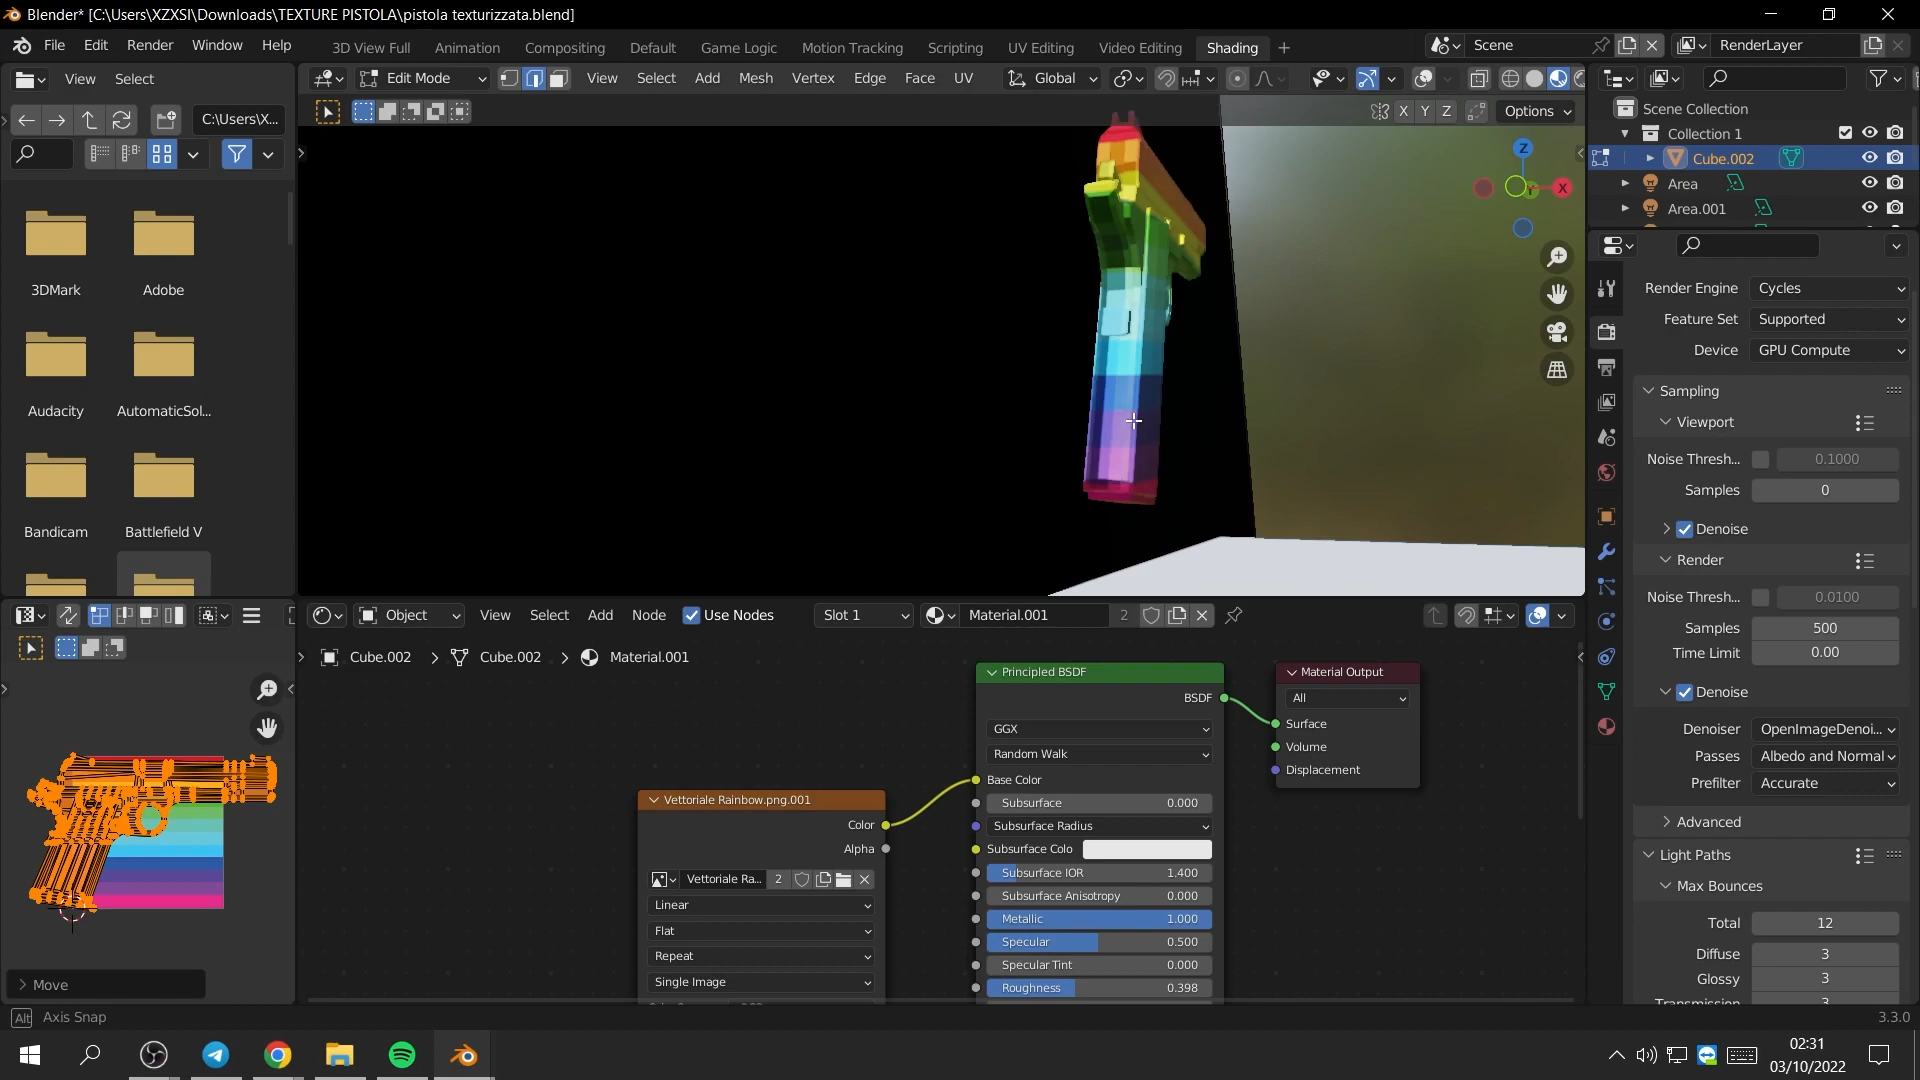 Blender* [C:\Users\XZXSI\Downloads\TEXTURE PISTOLA\pistola texturizzata.blend]
File Edit Render Window Help
3D View Full Animation Compositing Default Game Logic Motion Tracking Scripting UV Editing Video Editing Shading
Scene
RenderLayer
View Select
Edit Mode
View Select Add Mesh Vertex Edge Face UV
Global
C:\Users\X...
X Y Z Options
Scene Collection
Collection 1
Cube.002
Area
Area.001
Z
X
3DMark
Adobe
Audacity
AutomaticSol...
Bandicam
Battlefield V
Render Engine Cycles
Feature Set Supported
Device GPU Compute
Sampling
Viewport
Noise Thresh... 0.1000
Samples 0
Denoise
Render
Noise Thresh... 0.0100
Samples 500
Time Limit 0.00
Denoise
Denoiser OpenImageDenoi...
Passes Albedo and Normal
Prefilter Accurate
Advanced
Light Paths
Max Bounces
Total 12
Diffuse 3
Glossy 3
Transmission 3
Object
View Select Add Node Use Nodes
Slot 1
Material.001 2
Cube.002 Cube.002 Material.001
Principled BSDF
BSDF
GGX
Random Walk
Base Color
Subsurface 0.000
Subsurface Radius
Subsurface Colo
Subsurface IOR 1.400
Subsurface Anisotropy 0.000
Metallic 1.000
Specular 0.500
Specular Tint 0.000
Roughness 0.398
Material Output
All
Surface
Volume
Displacement
Vettoriale Rainbow.png.001
Color
Alpha
Vettoriale Ra... 2
Linear
Flat
Repeat
Single Image
Move
Alt Axis Snap
3.3.0
02:31
03/10/2022